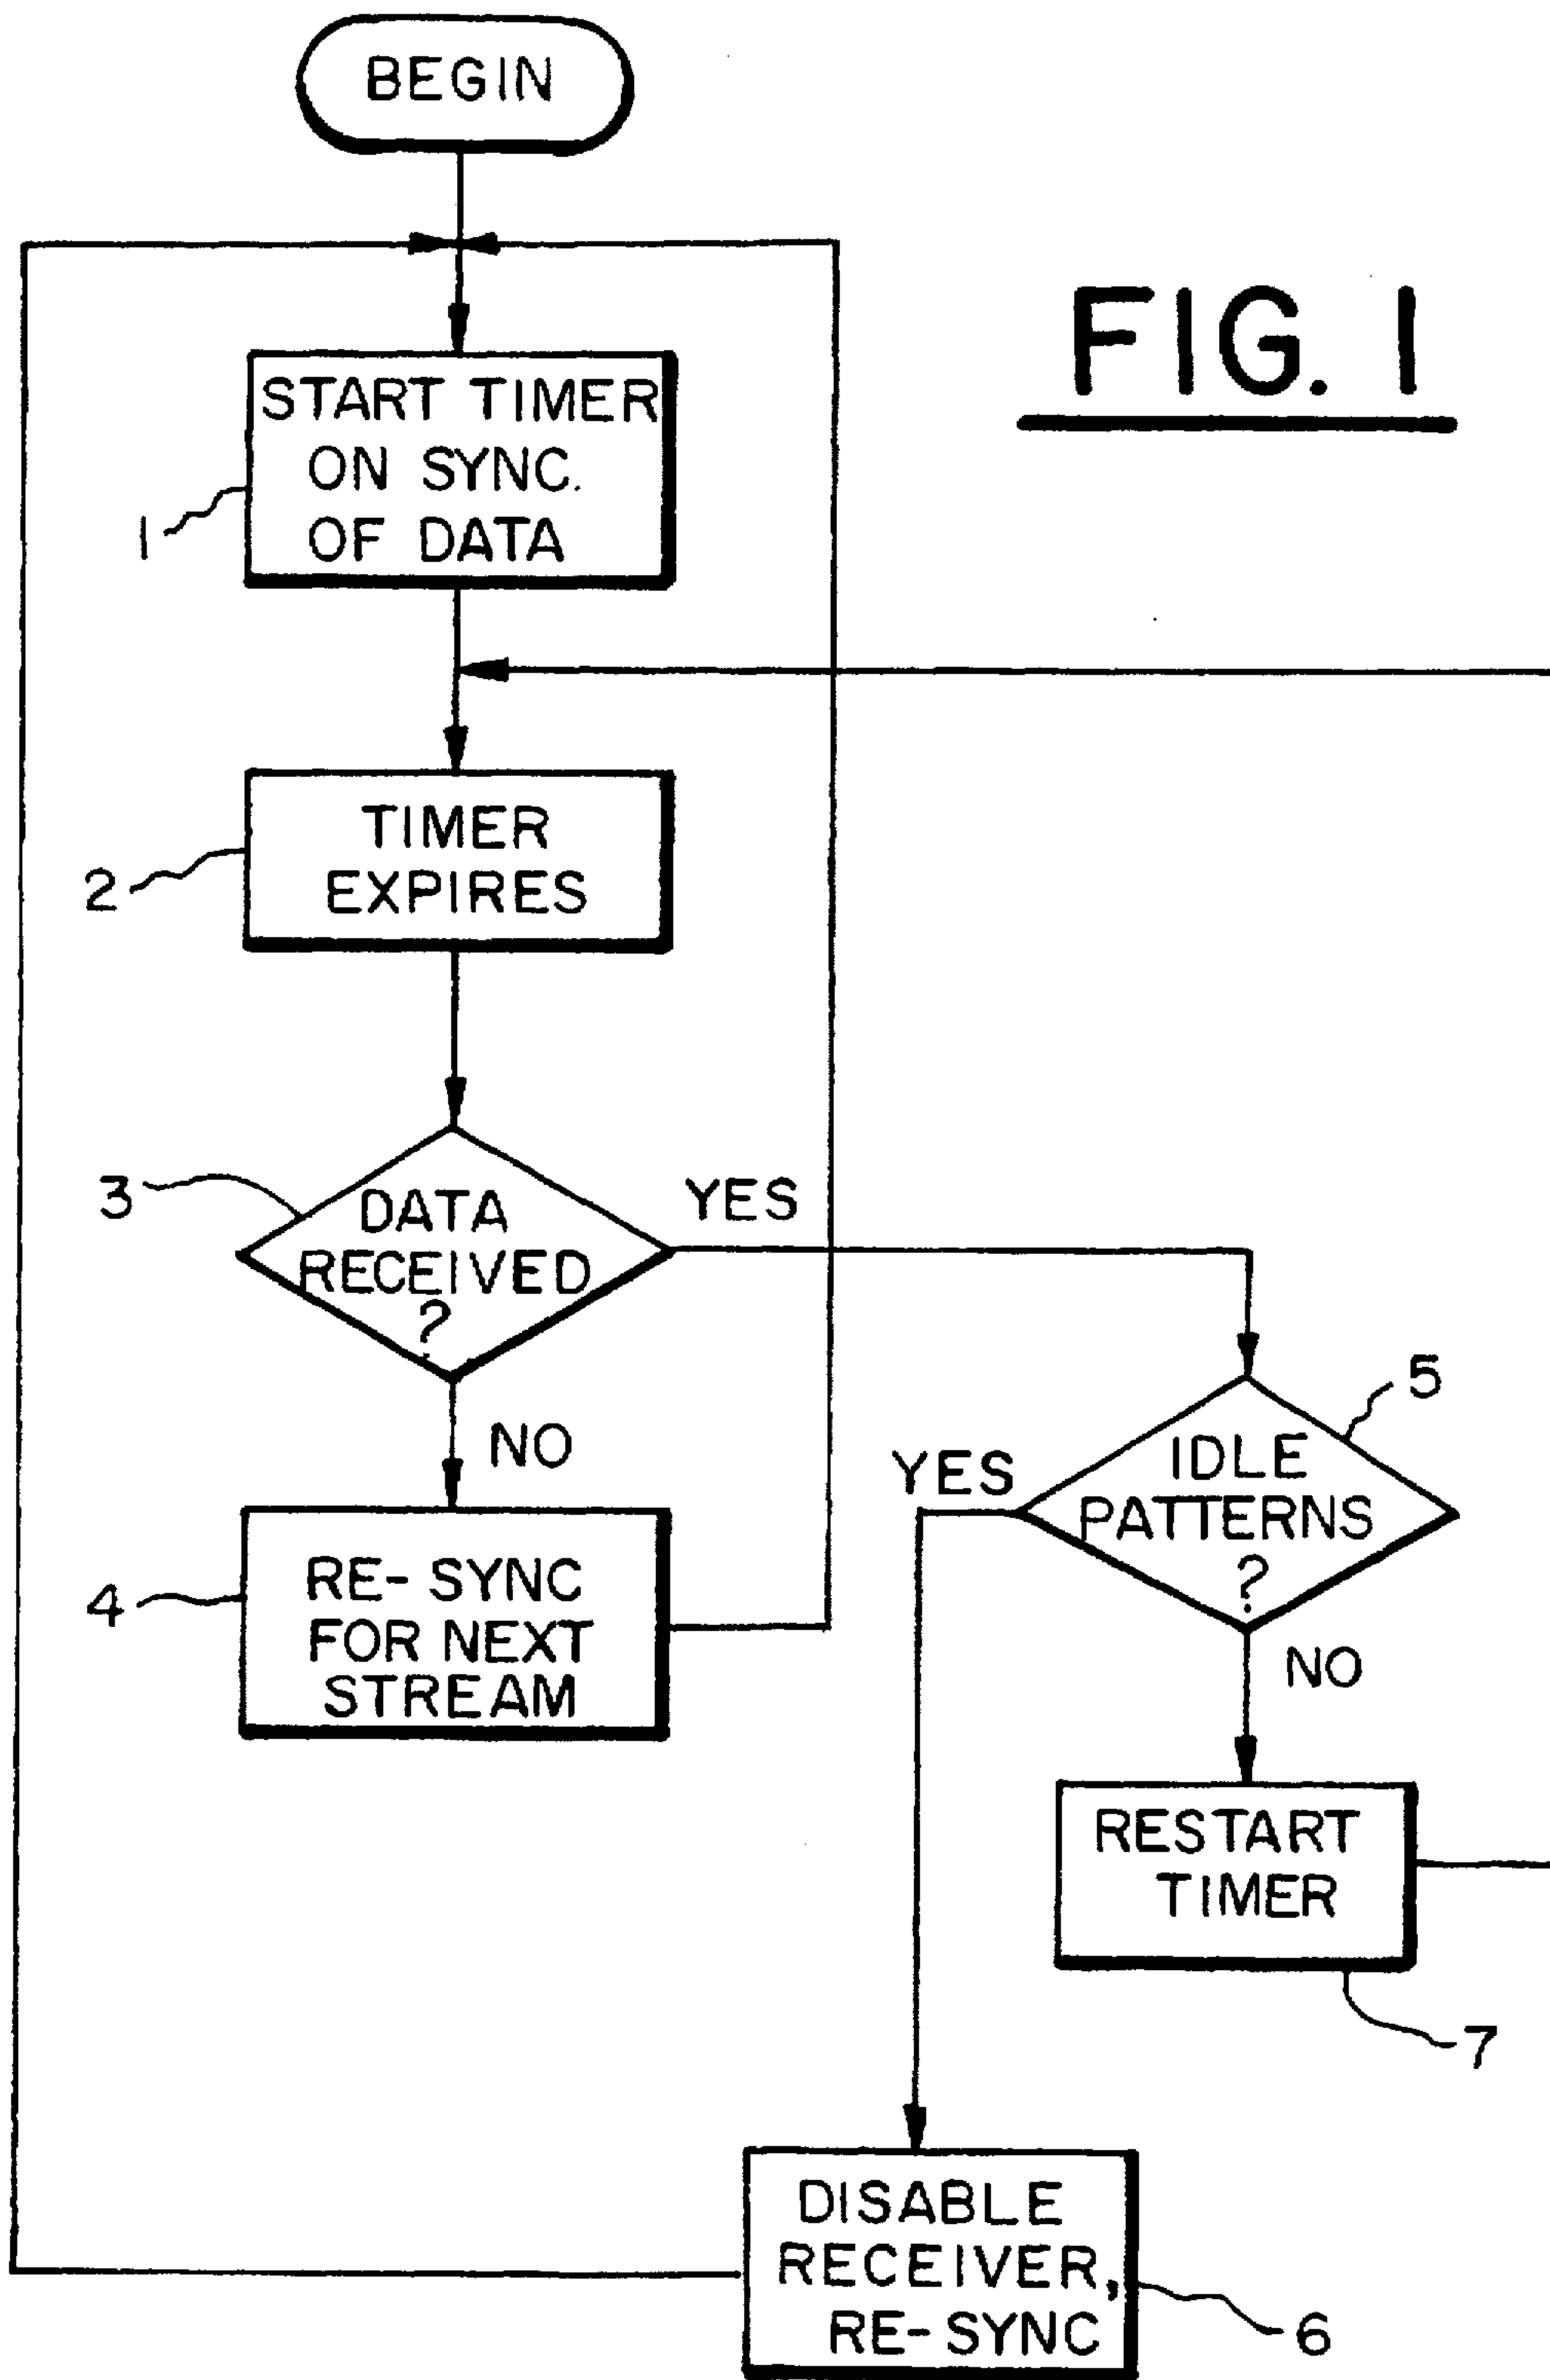 BEGIN
FIG. 1
START TIMER
ON SYNC.
OF DATA
1
TIMER
EXPIRES
2
3
DATA
RECEIVED
?
YES
NO
5
IDLE
PATTERNS
?
YES
NO
4
RE-SYNC
FOR NEXT
STREAM
RESTART
TIMER
7
DISABLE
RECEIVER,
RE-SYNC
6